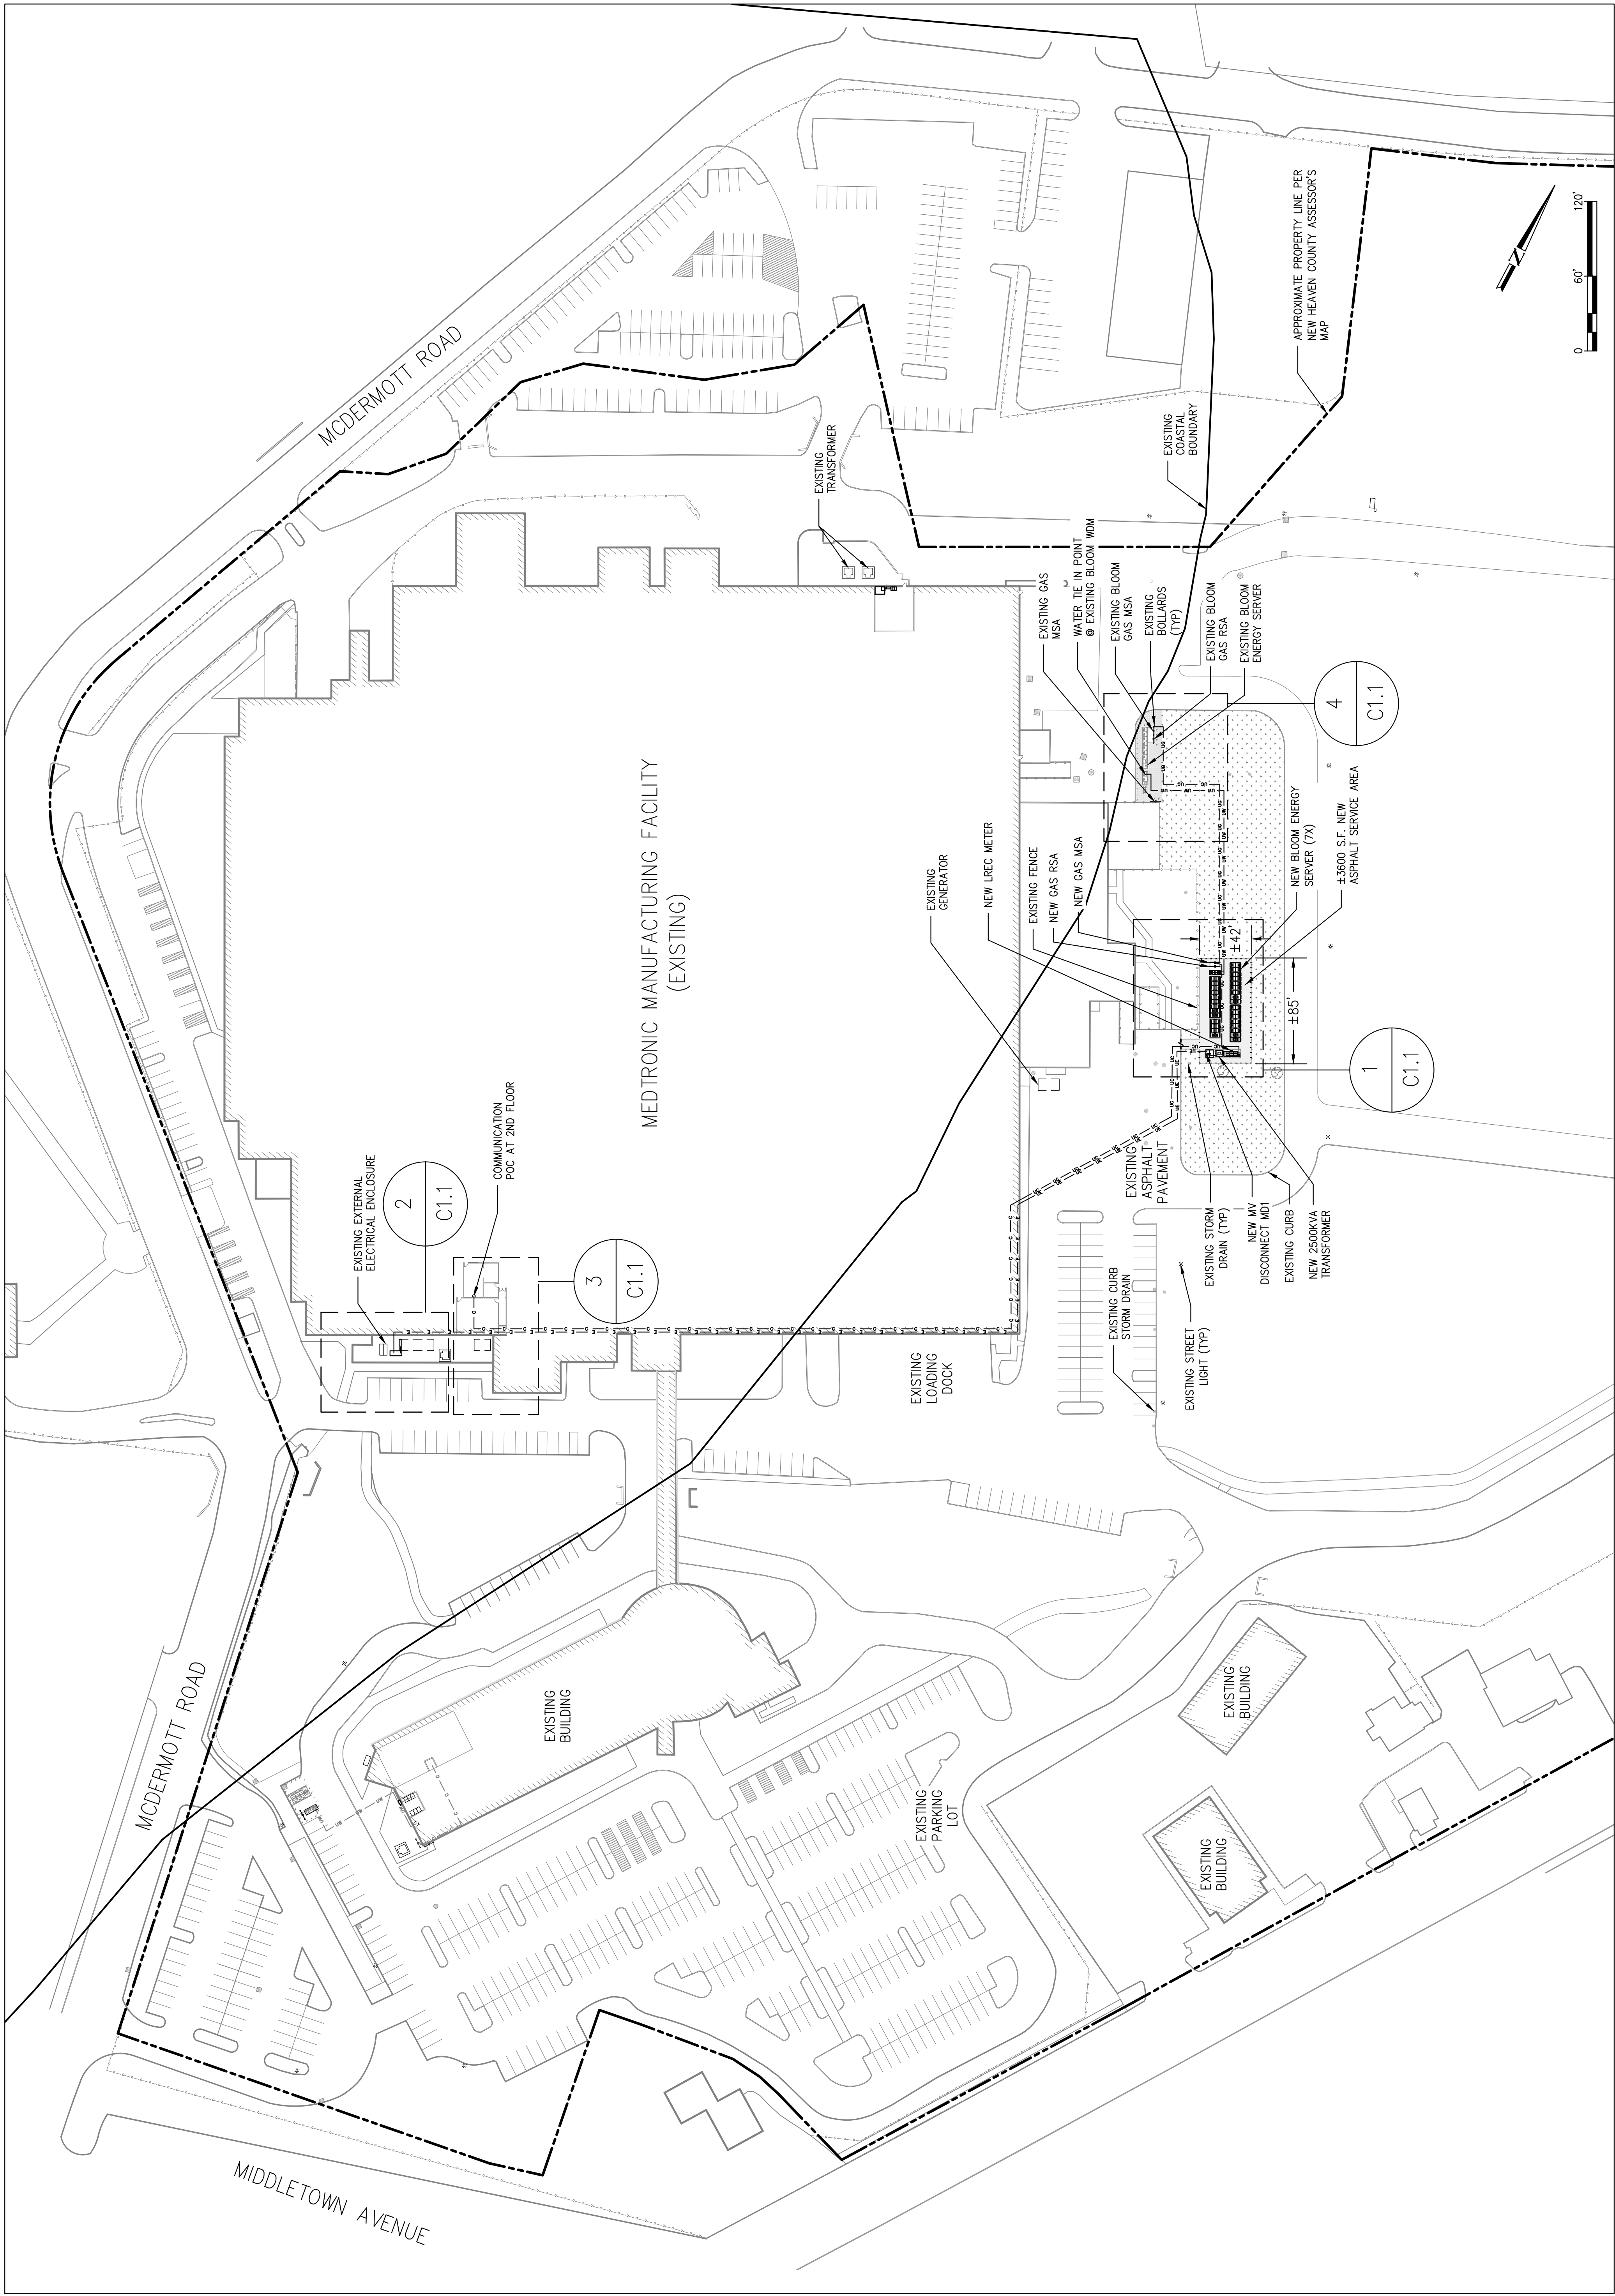 MCDERMOTT ROAD
MCDERMOTT ROAD
MIDDLETOWN AVENUE
EXISTING EXTERNAL
ELECTRICAL ENCLOSURE
2
C1.1
COMMUNICATION
POC AT 2ND FLOOR
3
C1.1
MEDTRONIC MANUFACTURING FACILITY
(EXISTING)
EXISTING
TRANSFORMER
EXISTING
BUILDING
EXISTING
PARKING
LOT
EXISTING
LOADING
DOCK
EXISTING
BUILDING
EXISTING
BUILDING
EXISTING
GENERATOR
NEW LREC METER
EXISTING FENCE
NEW GAS RSA
NEW GAS MSA
EXISTING GAS
MSA
WATER TIE IN POINT
@ EXISTING BLOOM WDM
EXISTING BLOOM
GAS MSA
EXISTING
BOLLARDS
(TYP)
EXISTING BLOOM
GAS RSA
EXISTING BLOOM
ENERGY SERVER
EXISTING
COASTAL
BOUNDARY
APPROXIMATE PROPERTY LINE PER
NEW HEAVEN COUNTY ASSESSOR'S
MAP
4
C1.1
±42'
±85'
NEW BLOOM ENERGY
SERVER (7X)
±3600 S.F. NEW
ASPHALT SERVICE AREA
1
C1.1
EXISTING
ASPHALT
PAVEMENT
EXISTING CURB
STORM DRAIN
EXISTING STREET
LIGHT (TYP)
EXISTING STORM
DRAIN (TYP)
NEW MV
DISCONNECT MD1
EXISTING CURB
NEW 2500KVA
TRANSFORMER
N
0
60'
120'